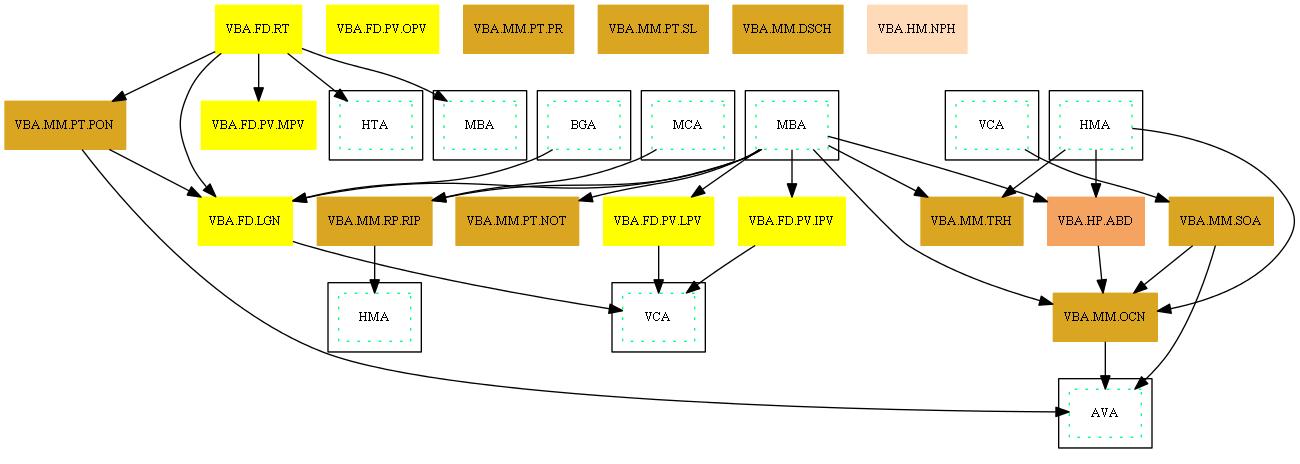 VBA.FD.RT
VBA.FD.PV.OPV
VBA.MM.PT.PR
VBA.MM.PT.SL
VBA.MM.DSCH
VBA.HM.NPH
VBA.MM.PT.PON
VBA.FD.PV.MPV
HTA
MBA
BGA
MCA
MBA
VCA
HMA
VBA.FD.LGN
VBA.MM.RP.RIP
VBA.MM.PT.NOT
VBA.FD.PV.LPV
VBA.FD.PV.IPV
VBA.MM.TRH
VBA.HP.ABD
VBA.MM.SOA
HMA
VCA
VBA.MM.OCN
AVA